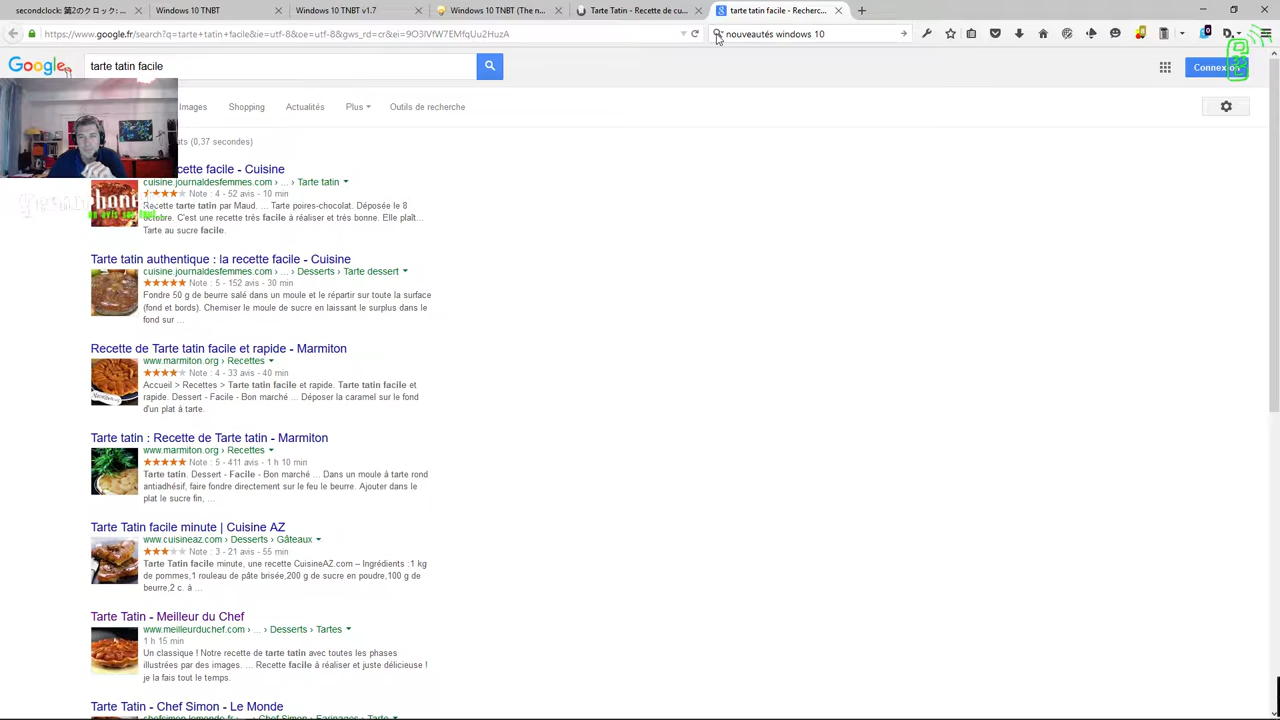 secondclock! 第2のクロック...
Windows 10 TNBT
Windows 10 TNBT v1.7
Windows 10 TNBT (The n...
Tarte Tatin - Recette de cu...
tarte tatin facile - Recherc...
https://www.google.fr/search?q=tarte+tatin+facile&ie=utf-8&oe=utf-8&gws_rd=cr&ei=9O3IVfW7EMfqUu2HuzA
nouveautés windows 10
Google
tarte tatin facile
Connexion
Images
Shopping
Actualités
Plus
Outils de recherche
(0,37 secondes)
cette facile - Cuisine
cuisine.journaldesfemmes.com › ... › Tarte tatin
Note : 4 - 52 avis - 10 min
Recette tarte tatin par Maud. ... Tarte poires-chocolat. Déposée le 8
octobre. C'est une recette très facile à réaliser et très bonne. Elle plaît...
Tarte au sucre facile.
un avis sur tout
Tarte tatin authentique : la recette facile - Cuisine
cuisine.journaldesfemmes.com › ... › Desserts › Tarte dessert
Note : 5 - 152 avis - 30 min
Fondre 50 g de beurre salé dans un moule et le répartir sur toute la surface
(fond et bords). Chemiser le moule de sucre en laissant le surplus dans le
fond sur ...
Recette de Tarte tatin facile et rapide - Marmiton
www.marmiton.org › Recettes
Note : 4 - 33 avis - 40 min
Accueil > Recettes > Tarte tatin facile et rapide. Tarte tatin facile et
rapide. Dessert - Facile - Bon marché ... Déposer la caramel sur le fond
d'un plat à tarte.
Tarte tatin : Recette de Tarte tatin - Marmiton
www.marmiton.org › Recettes
Note : 5 - 411 avis - 1 h 10 min
Tarte tatin. Dessert - Facile - Bon marché ... Dans un moule à tarte rond
antiadhésif, faire fondre directement sur le feu le beurre. Ajouter dans le
plat le sucre fin, ...
Tarte Tatin facile minute | Cuisine AZ
www.cuisineaz.com › Desserts › Gâteaux
Note : 3 - 21 avis - 55 min
Tarte Tatin facile minute, une recette CuisineAZ.com – Ingrédients :1 kg
de pommes,1 rouleau de pâte brisée,200 g de sucre en poudre,100 g de
beurre,2 c. à ...
Tarte Tatin - Meilleur du Chef
www.meilleurduchef.com › ... › Desserts › Tartes
1 h 15 min
Un classique ! Notre recette de tarte tatin avec toutes les phases
illustrées par des images. ... Recette facile à réaliser et juste délicieuse !
je la fais tout le temps.
Tarte Tatin - Chef Simon - Le Monde
chefsimon.lemonde.fr › ... › Chef Simon › Farinages › Tarte